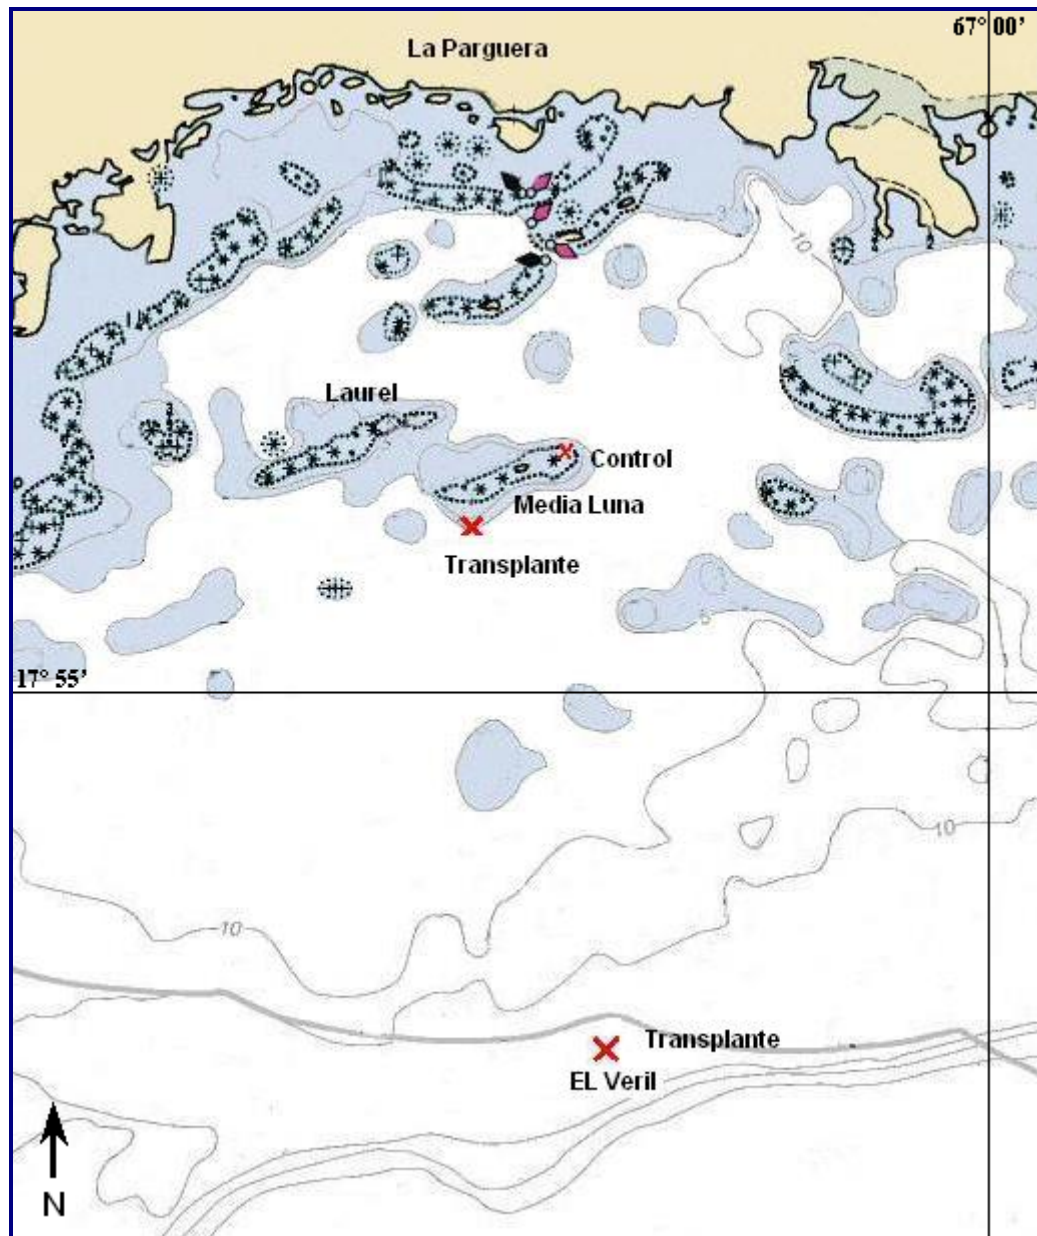 67° 00'
La Parguera
10
Laurel
Control
Media Luna
Transplante
17° 55'
10
10
Transplante
EL Veril
N